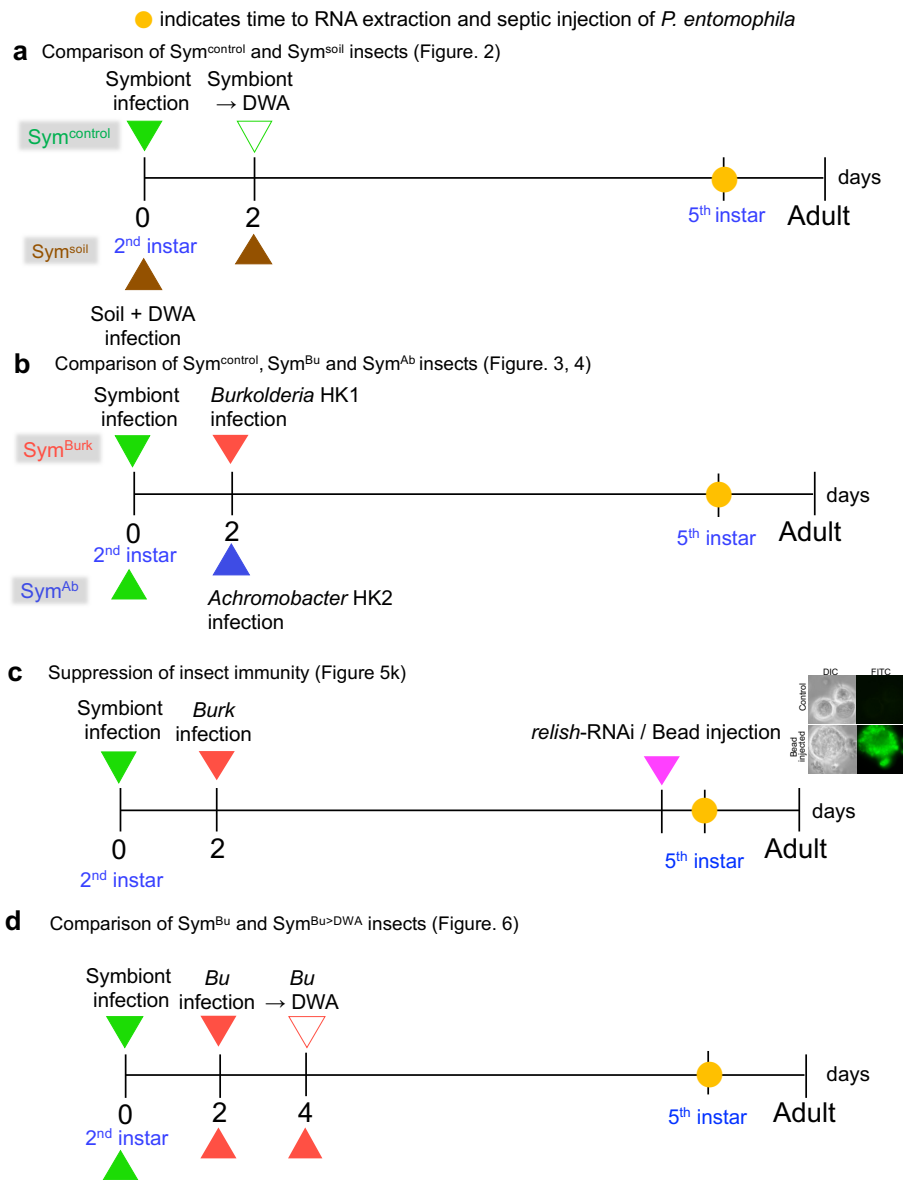 indicates time to RNA extraction and septic injection of P. entomophila
a Comparison of Symcontrol and Symsoil insects (Figure. 2)
Symbiont
infection
Symbiont
→ DWA
Symcontrol
days
0
2
5th instar
Adult
2nd instar
Symsoil
Soil + DWA
infection
b Comparison of Symcontrol, SymBu and SymAb insects (Figure. 3, 4)
Symbiont
infection
Burkolderia HK1
infection
SymBurk
days
0
2
5th instar
Adult
2nd instar
SymAb
Achromobacter HK2
infection
c Suppression of insect immunity (Figure 5k)
DIC
FITC
Control
Bead
injected
Symbiont
infection
Burk
infection
relish-RNAi / Bead injection
days
0
2
5th instar
Adult
2nd instar
d Comparison of SymBu and SymBu>DWA insects (Figure. 6)
Symbiont
infection
Bu
infection
Bu
→ DWA
days
0
2
4
5th instar
Adult
2nd instar